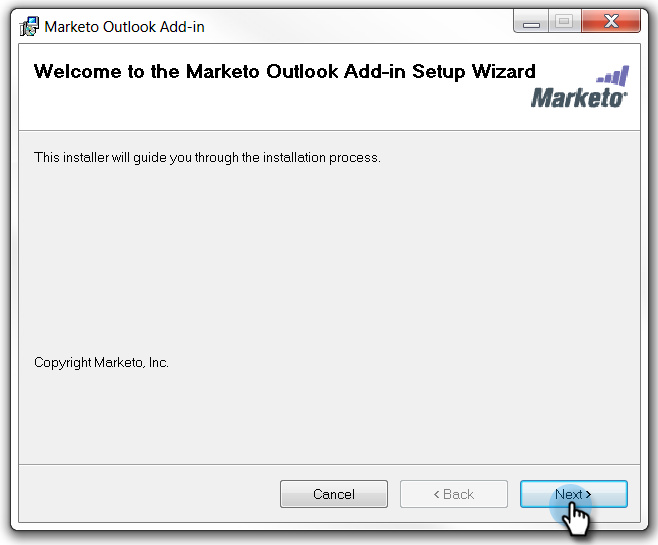 Marketo Outlook Add-in
Welcome to the Marketo Outlook Add-in Setup Wizard
Marketo
This installer will guide you through the installation process.
Copyright Marketo, Inc.
Cancel
< Back
Next >